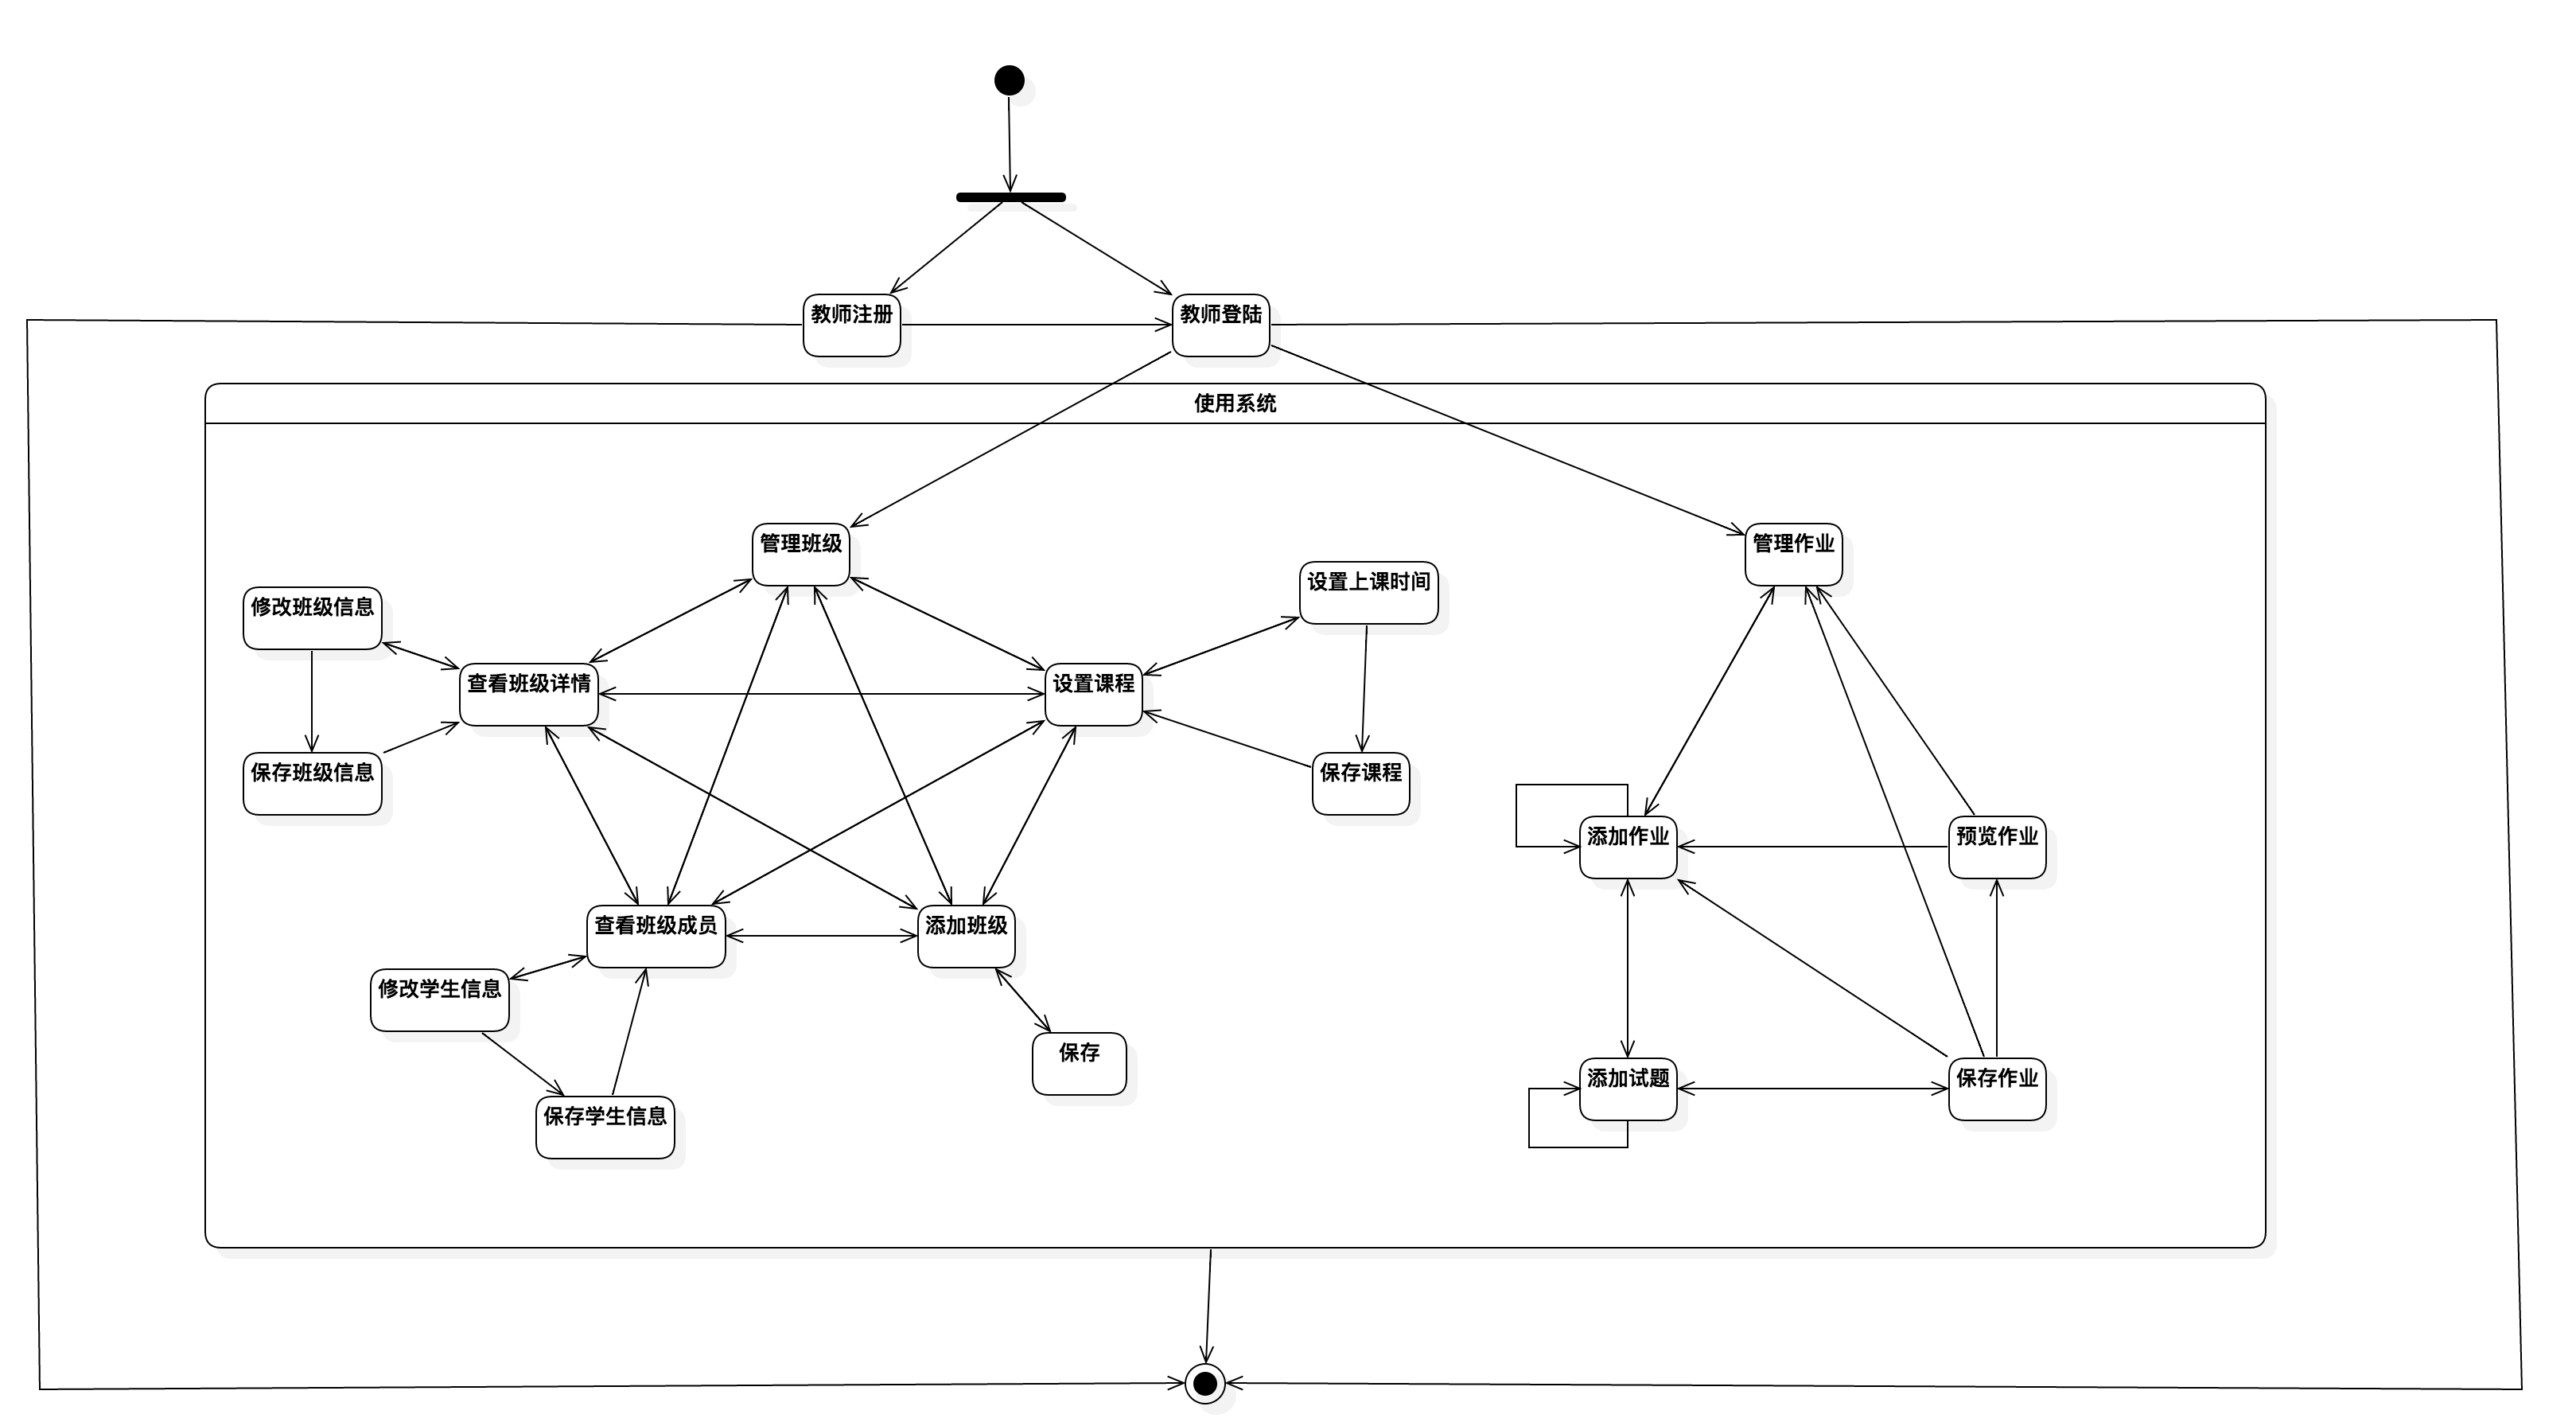 教师注册
教师登陆
使用系统
管理班级
管理作业
设置上课时间
修改班级信息
查看班级详情
设置课程
保存班级信息
保存课程
添加作业
预览作业
查看班级成员
添加班级
修改学生信息
保存
添加试题
保存作业
保存学生信息